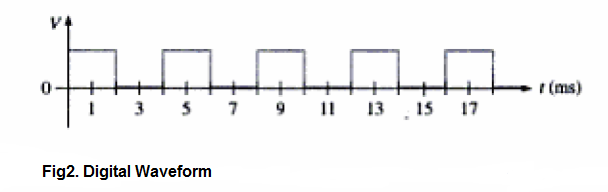 V
0
1 3 5 7 9 11 13 15 17 t (ms)
Fig2. Digital Waveform